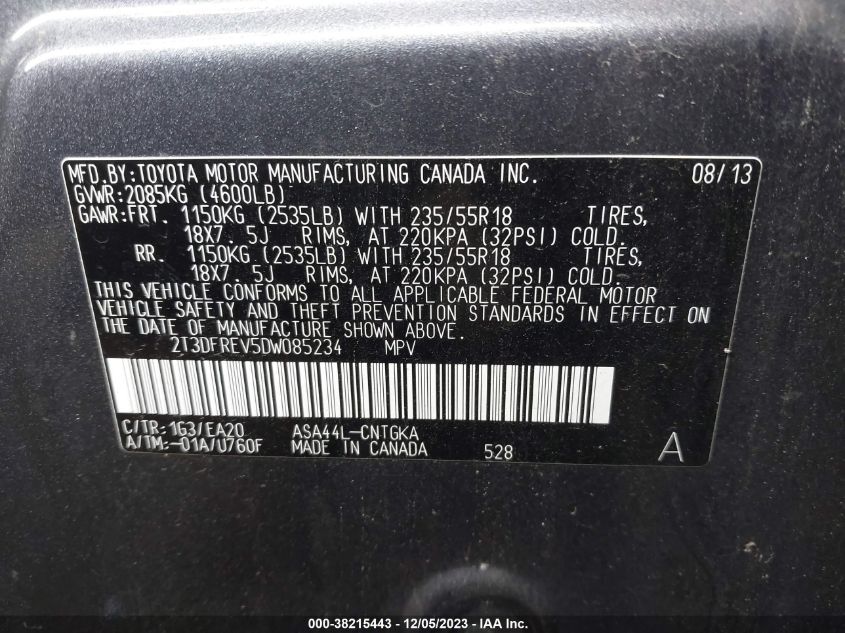 MFD.BY:TOYOTA MOTOR MANUFACTURING CANADA INC. 08/13
GVWR:2085KG (4600LB)
GAWR:FRT. 1150KG (2535LB) WITH 235/55R18 TIRES,
18X7. 5J RIMS, AT 220KPA (32PSI) COLD.
RR. 1150KG (2535LB) WITH 235/55R18 TIRES,
18X7. 5J RIMS, AT 220KPA (32PSI) COLD.
THIS VEHICLE CONFORMS TO ALL APPLICABLE FEDERAL MOTOR
VEHICLE SAFETY AND THEFT PREVENTION STANDARDS IN EFFECT ON
THE DATE OF MANUFACTURE SHOWN ABOVE.
2T3DFREV5DW085234 MPV
C/TR:1G3/EA20 ASA44L-CNTGKA
A/TM:-01A/U760F MADE IN CANADA 528 A
000-38215443 - 12/05/2023 - IAA Inc.